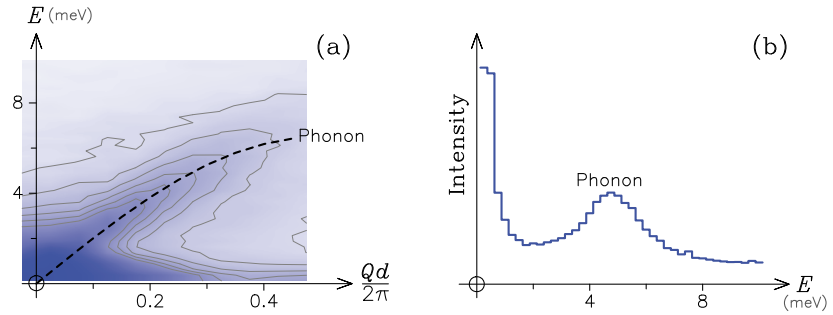 E (meV)
(a)
8
4
Phonon
0.2
0.4
Qd
2π
(b)
Intensity
Phonon
4
8
E
(meV)